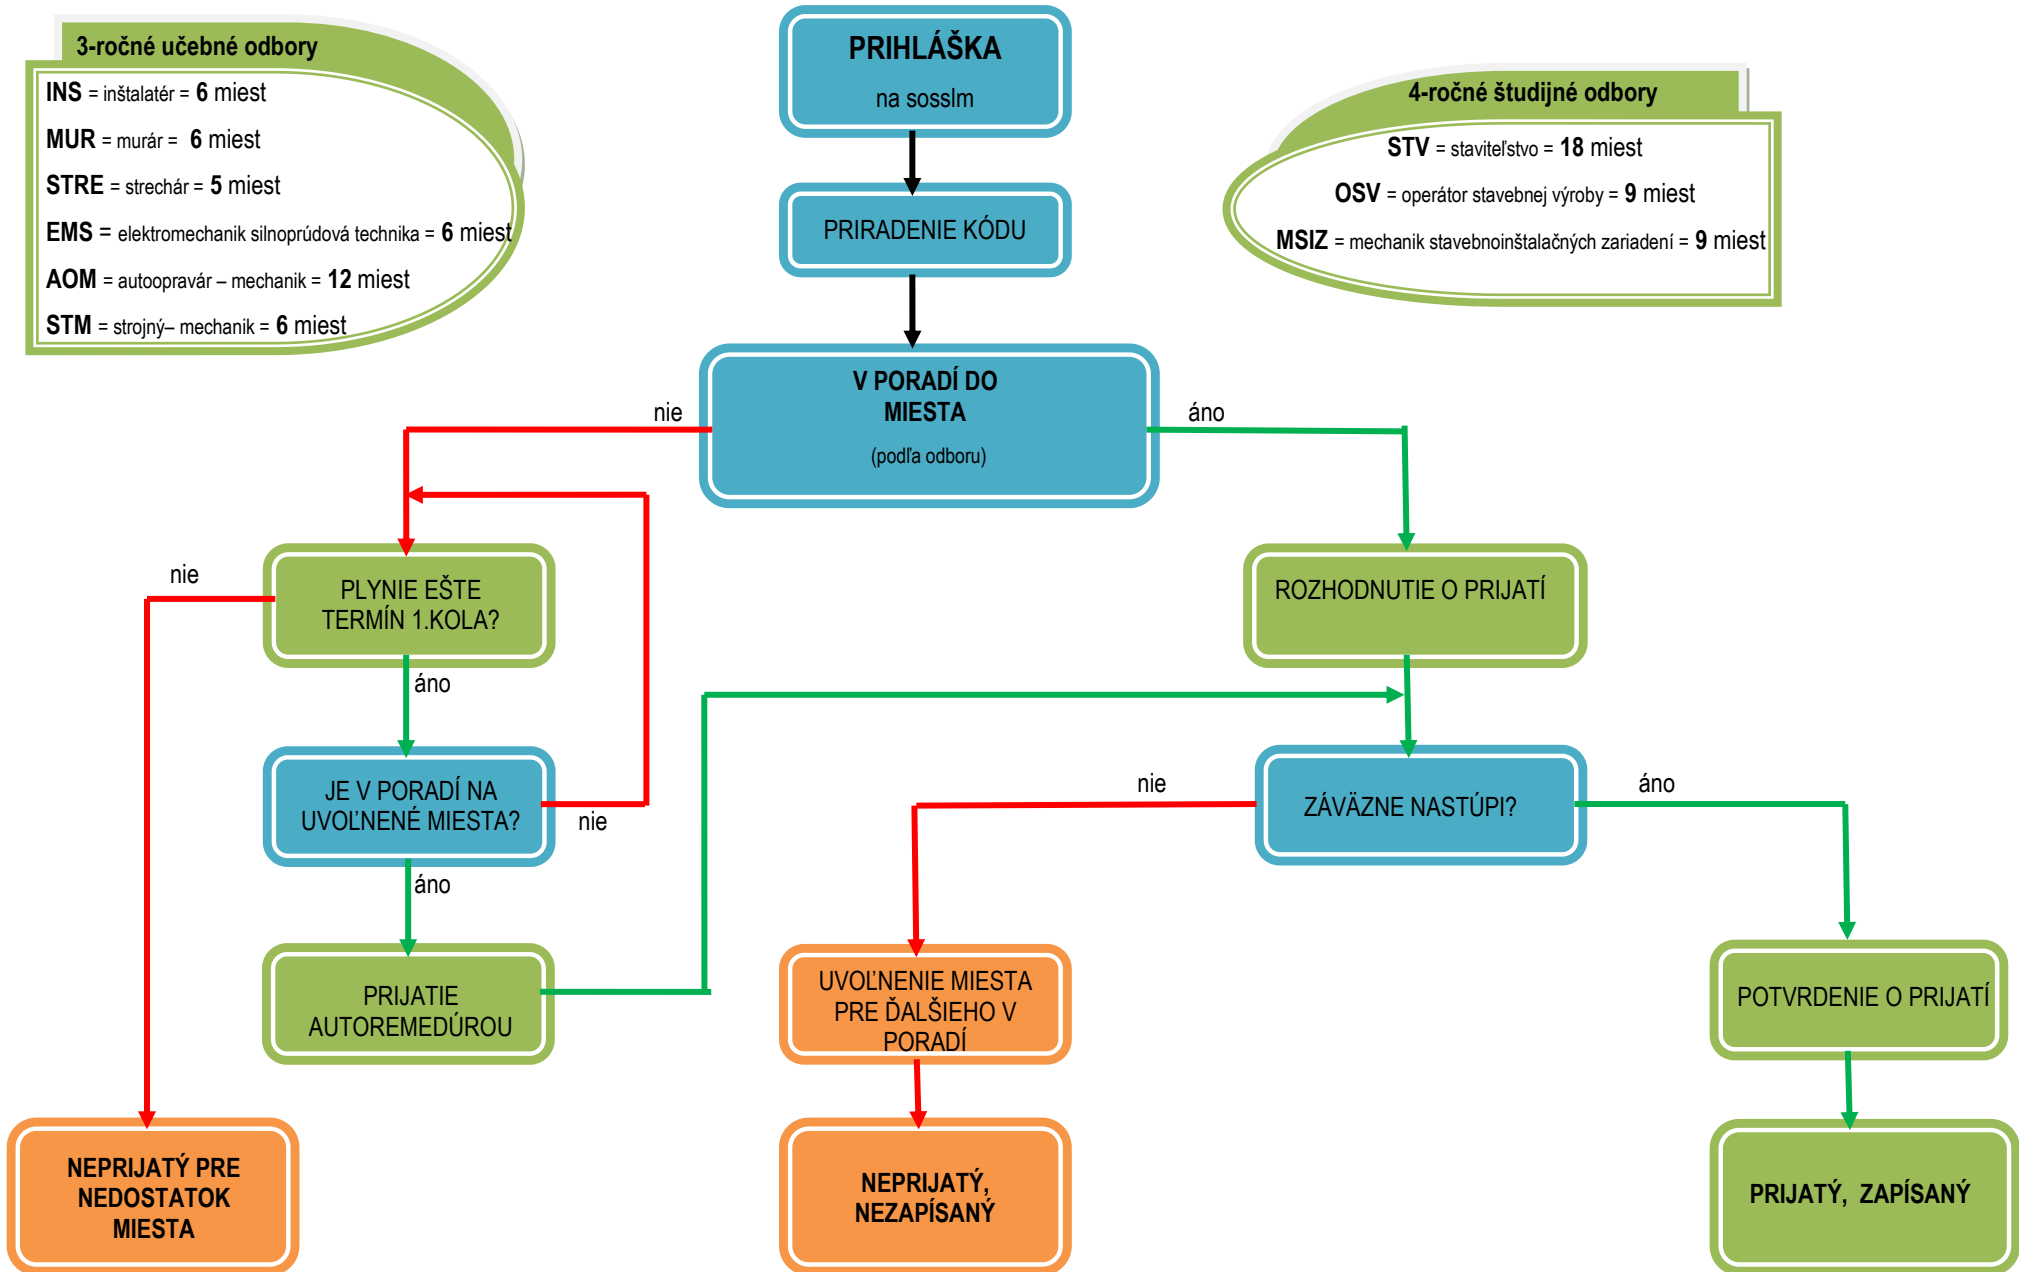 3-ročné učebné odbory
INS = inštalatér = 6 miest
MUR = murár = 6 miest
STRE = strechár = 5 miest
EMS = elektromechanik silnoprúdová technika = 6 miest
AOM = autoopravár – mechanik = 12 miest
STM = strojný– mechanik = 6 miest
PRIHLÁŠKA
na sosslm
4-ročné študijné odbory
STV = staviteľstvo = 18 miest
OSV = operátor stavebnej výroby = 9 miest
MSIZ = mechanik stavebnoinštalačných zariadení = 9 miest
PRIRADENIE KÓDU
V PORADÍ DO
MIESTA
(podľa odboru)
nie
áno
nie
PLYNIE EŠTE
TERMÍN 1.KOLA?
ROZHODNUTIE O PRIJATÍ
áno
JE V PORADÍ NA
UVOĽNENÉ MIESTA?
nie
nie
ZÁVÄZNE NASTÚPI?
áno
áno
PRIJATIE
AUTOREMEDÚROU
UVOĽNENIE MIESTA
PRE ĎALŠIEHO V
PORADÍ
POTVRDENIE O PRIJATÍ
NEPRIJATÝ PRE
NEDOSTATOK
MIESTA
NEPRIJATÝ,
NEZAPÍSANÝ
PRIJATÝ, ZAPÍSANÝ